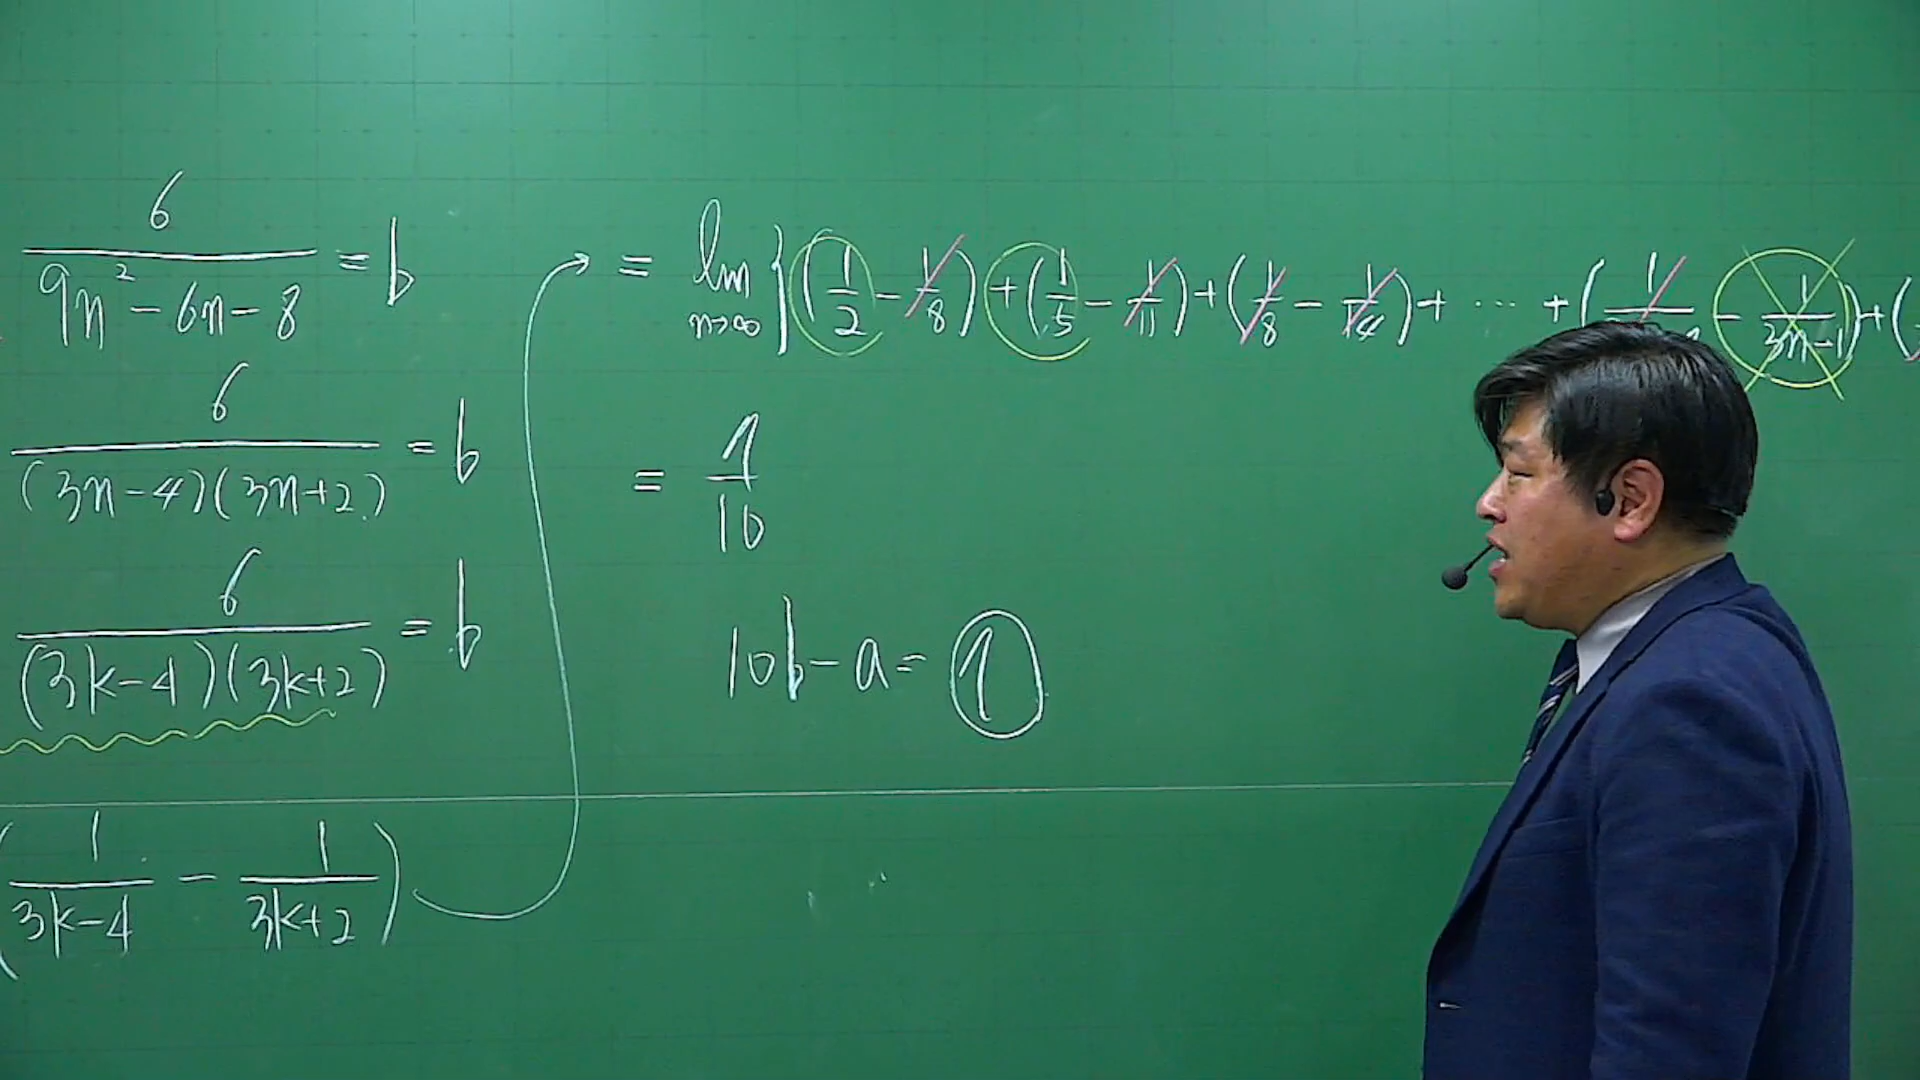 6 / (9n² - 6n - 8) = b
6 / ((3n-4)(3n+2)) = b
6 / ((3k-4)(3k+2)) = b
(1/(3k-4) - 1/(3k+2))
= lim n→∞ {(1/2 - 1/8) + (1/5 - 1/11) + (1/8 - 1/14) + ⋯ + (1/ - 1/(3n-1)) + (
= 7/10
10b - a = 7